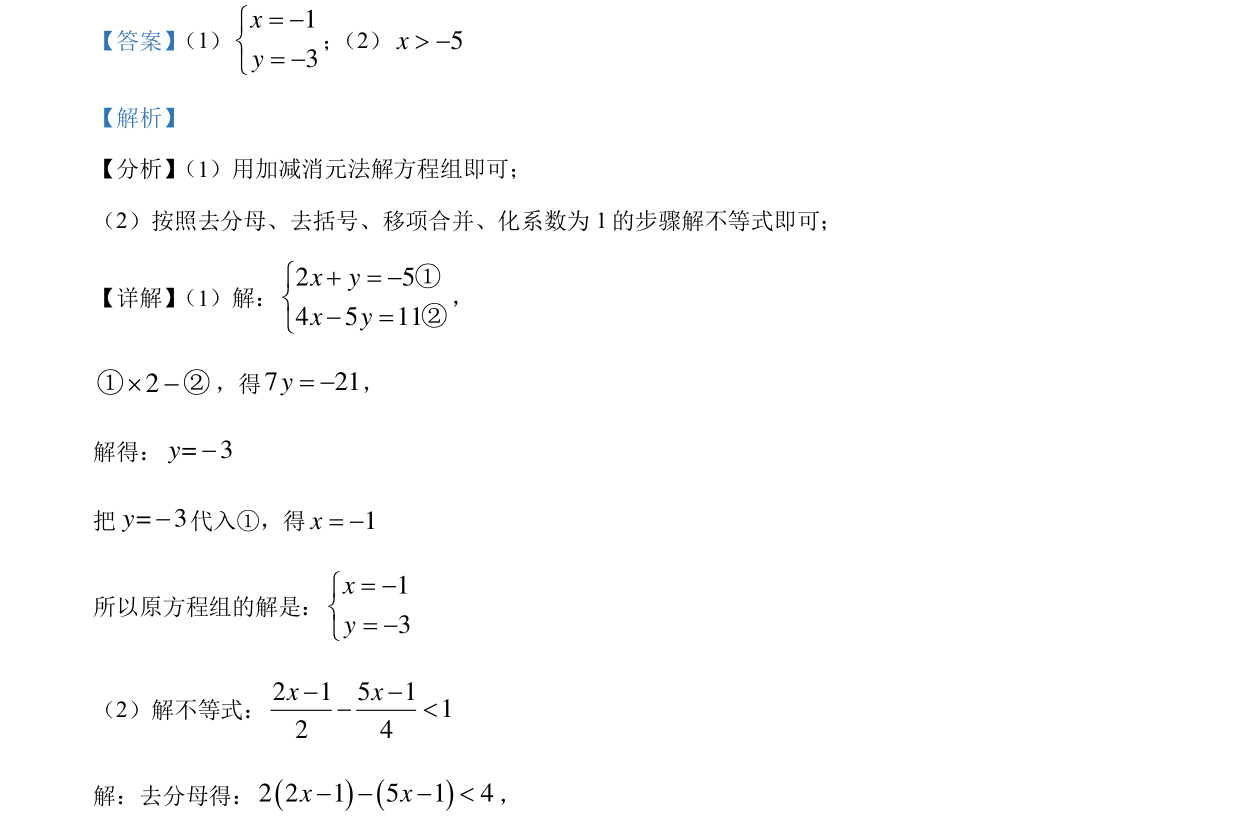 【答案】(1) {x = −1 y = −3 ; (2) x > −5
【解析】
【分析】(1) 用加减消元法解方程组即可;
(2) 按照去分母、去括号、移项合并、化系数为 1 的步骤解不等式即可;
【详解】(1) 解: {2x + y = −5① 4x − 5y = 11② ,
①×2−②, 得 7y = −21,
解得: y=−3
把 y=−3 代入①, 得 x = −1
所以原方程组的解是: {x = −1 y = −3
(2) 解不等式: (2x−1)/2 − (5x−1)/4 < 1
解: 去分母得: 2(2x−1)−(5x−1)<4,